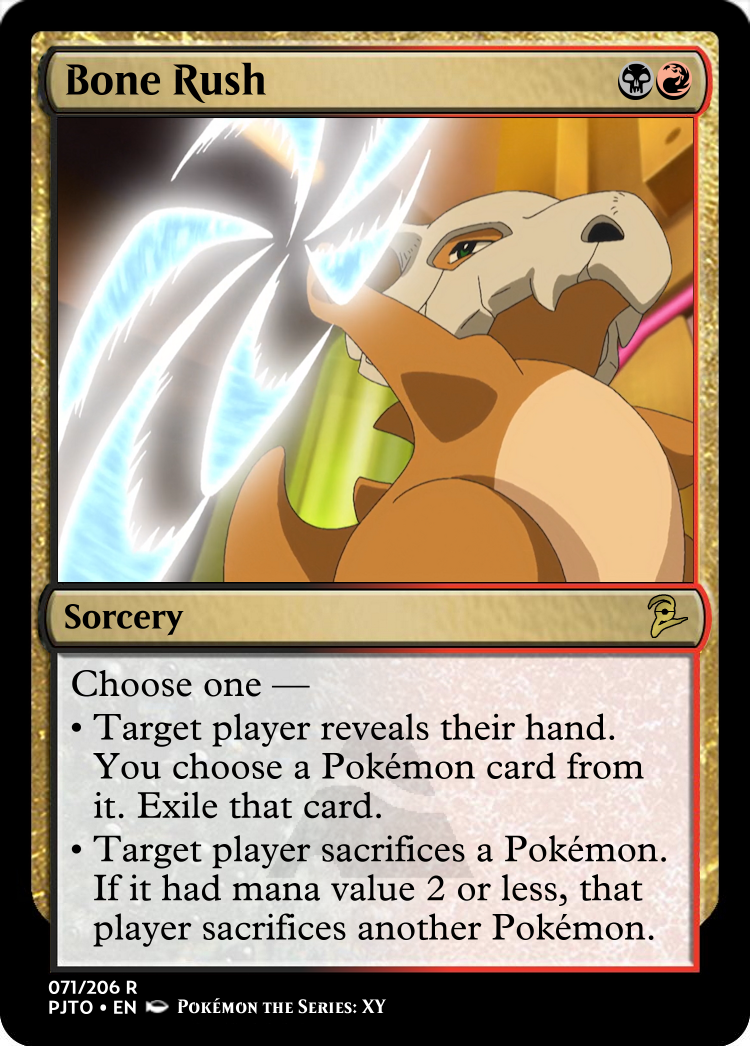 Bone Rush
Sorcery
Choose one —
• Target player reveals their hand.
You choose a Pokémon card from
it. Exile that card.
• Target player sacrifices a Pokémon.
If it had mana value 2 or less, that
player sacrifices another Pokémon.
071/206 R
PJTO • EN Pokémon the Series: XY